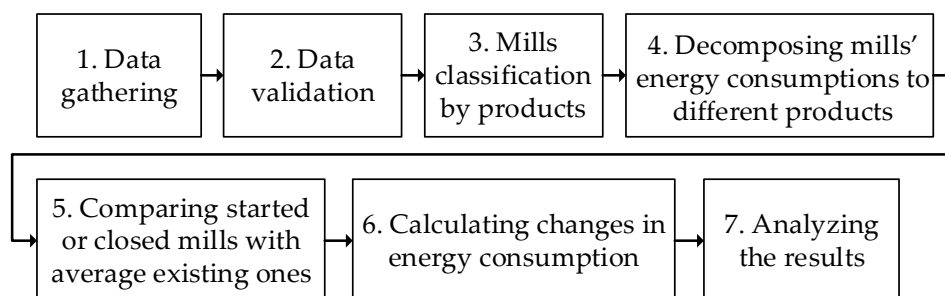 1. Data
gathering
2. Data
validation
3. Mills
classification
by products
4. Decomposing mills’
energy consumptions to
different products
5. Comparing started
or closed mills with
average existing ones
6. Calculating changes in
energy consumption
7. Analyzing
the results